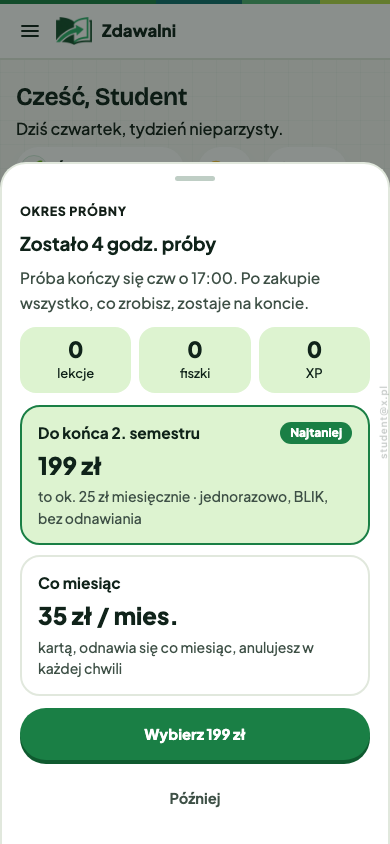 Zdawalni
Cześć, Student
Dziś czwartek, tydzień nieparzysty.
OKRES PRÓBNY
Zostało 4 godz. próby
Próba kończy się czw o 17:00. Po zakupie
wszystko, co zrobisz, zostaje na koncie.
0
lekcje
0
fiszki
0
XP
Do końca 2. semestru
Najtaniej
199 zł
to ok. 25 zł miesięcznie · jednorazowo, BLIK,
bez odnawiania
Co miesiąc
35 zł / mies.
kartą, odnawia się co miesiąc, anulujesz w
każdej chwili
Wybierz 199 zł
Później
student@x.pl